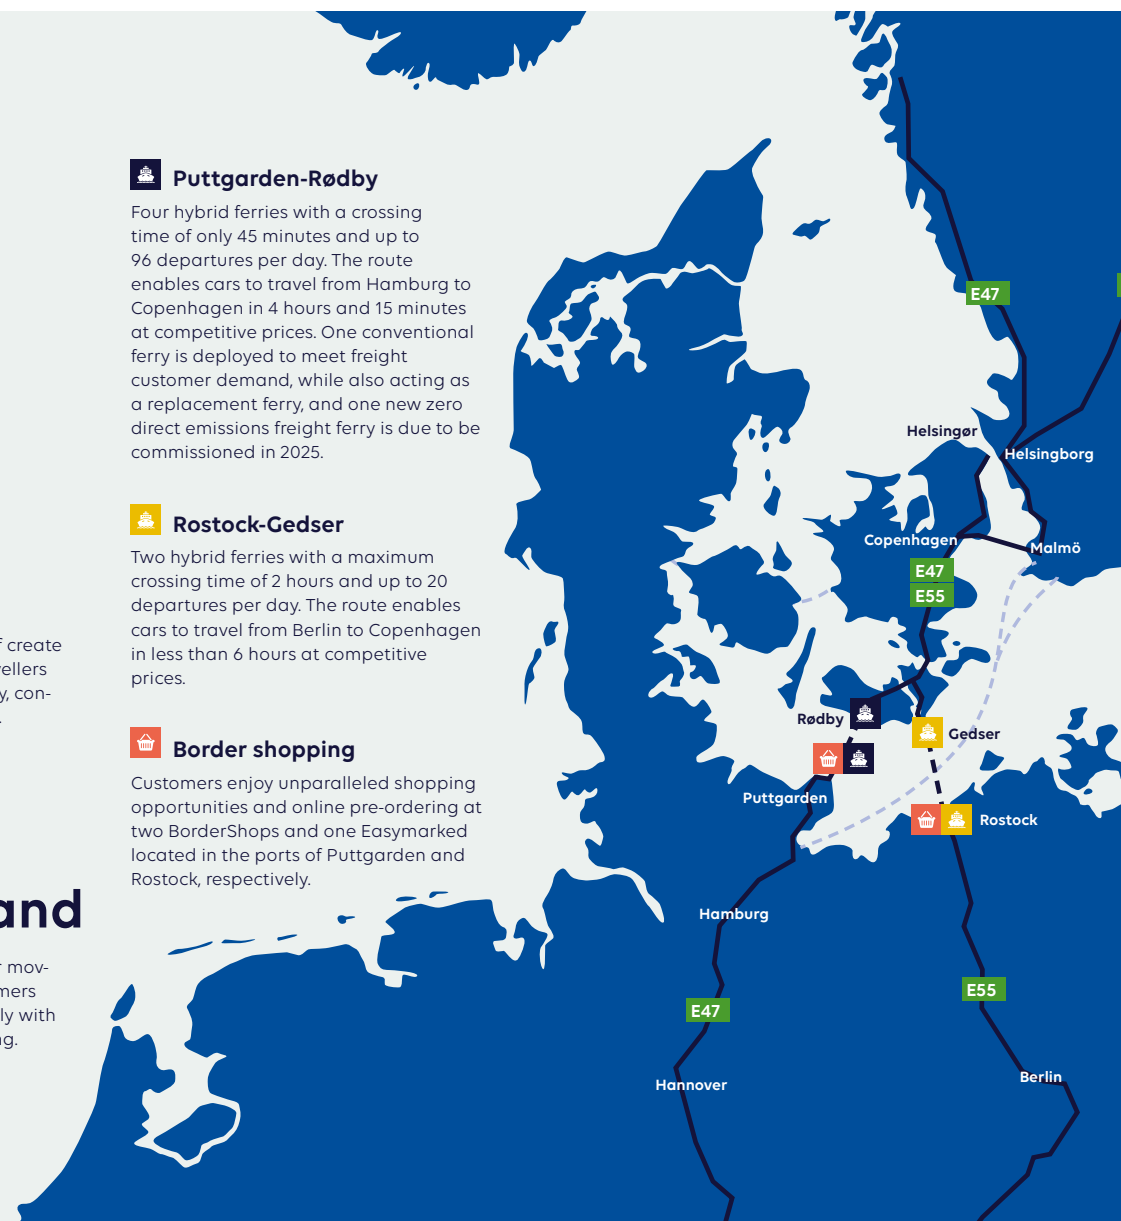 Puttgarden-Rødby
Four hybrid ferries with a crossing
time of only 45 minutes and up to
96 departures per day. The route
enables cars to travel from Hamburg to
Copenhagen in 4 hours and 15 minutes
at competitive prices. One conventional
ferry is deployed to meet freight
customer demand, while also acting as
a replacement ferry, and one new zero
direct emissions freight ferry is due to be
commissioned in 2025.
Rostock-Gedser
Two hybrid ferries with a maximum
crossing time of 2 hours and up to 20
departures per day. The route enables
cars to travel from Berlin to Copenhagen
in less than 6 hours at competitive
prices.
Border shopping
Customers enjoy unparalleled shopping
opportunities and online pre-ordering at
two BorderShops and one Easymarked
located in the ports of Puttgarden and
Rostock, respectively.
create
vellers
y, con-
and
mov-
mers
ly with
g.
E47
Helsingør
Helsingborg
Copenhagen
Malmö
E47
E55
Rødby
Gedser
Puttgarden
Rostock
Hamburg
E55
E47
Berlin
Hannover